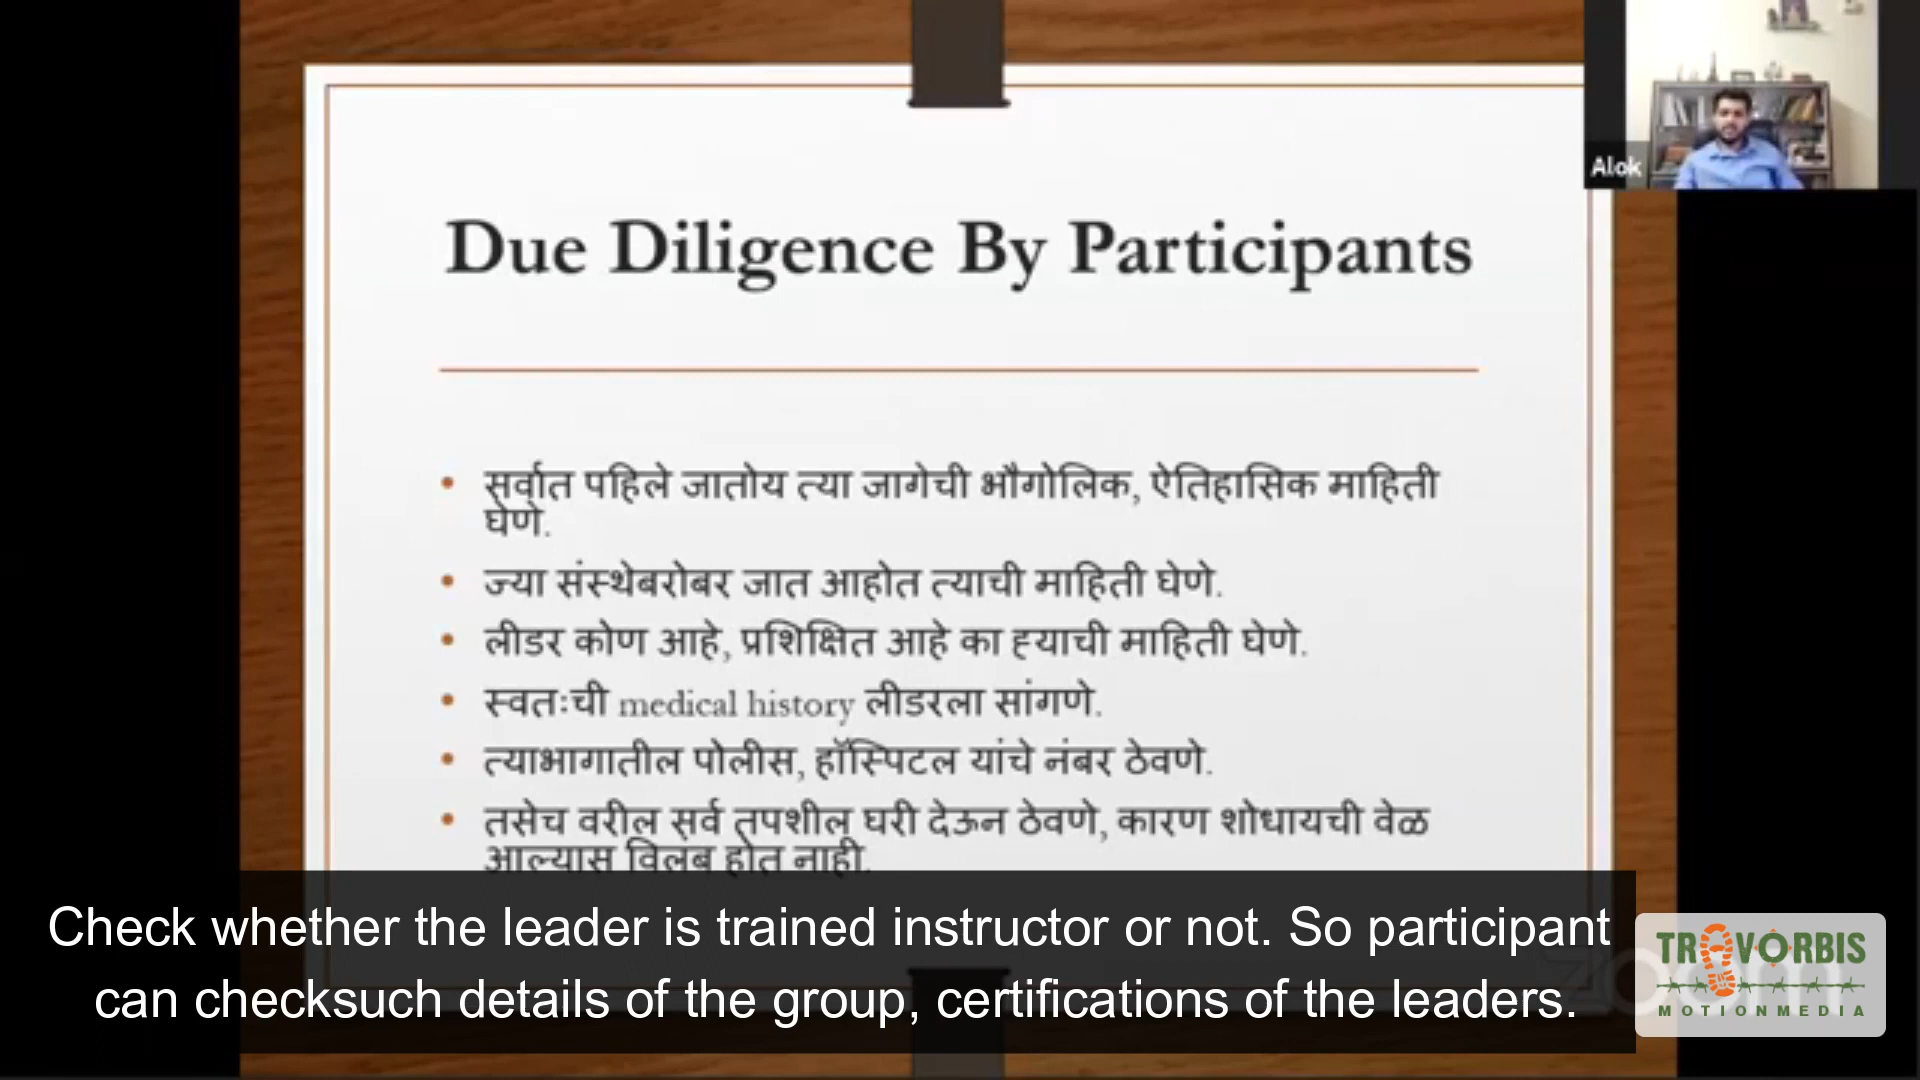 Alok
Due Diligence By Participants
• सर्वात पहिले जातोय त्या जागेची भौगोलिक, ऐतिहासिक माहिती
घेणे.
• ज्या संस्थेबरोबर जात आहोत त्याची माहिती घेणे.
• लीडर कोण आहे, प्रशिक्षित आहे का ह्याची माहिती घेणे.
• स्वतःची medical history लीडरला सांगणे.
• त्याभागातील पोलीस, हॉस्पिटल यांचे नंबर ठेवणे.
• तसेच वरील सर्व तपशील घरी देऊन ठेवणे, कारण शोधायची वेळ
आल्यास विलंब होत नाही.
Check whether the leader is trained instructor or not. So participant
can checksuch details of the group, certifications of the leaders.
zoom
TRAVORBIS
MOTIONMEDIA